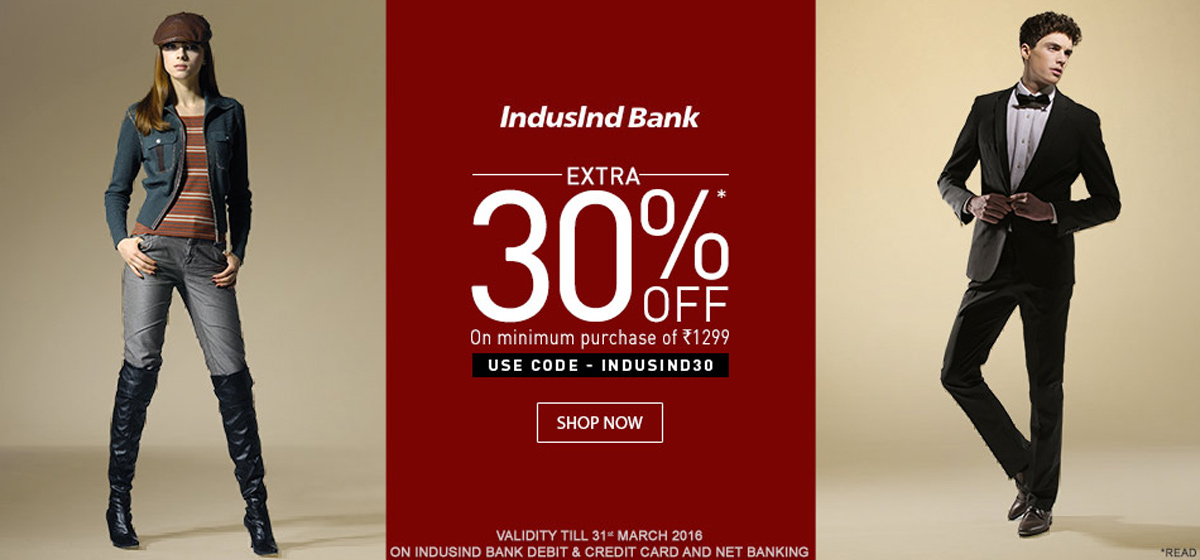 IndusInd Bank
EXTRA
30%*
OFF
On minimum purchase of ₹1299
USE CODE - INDUSIND30
SHOP NOW
VALIDITY TILL 31st MARCH 2016
ON INDUSIND BANK DEBIT & CREDIT CARD AND NET BANKING
*READ